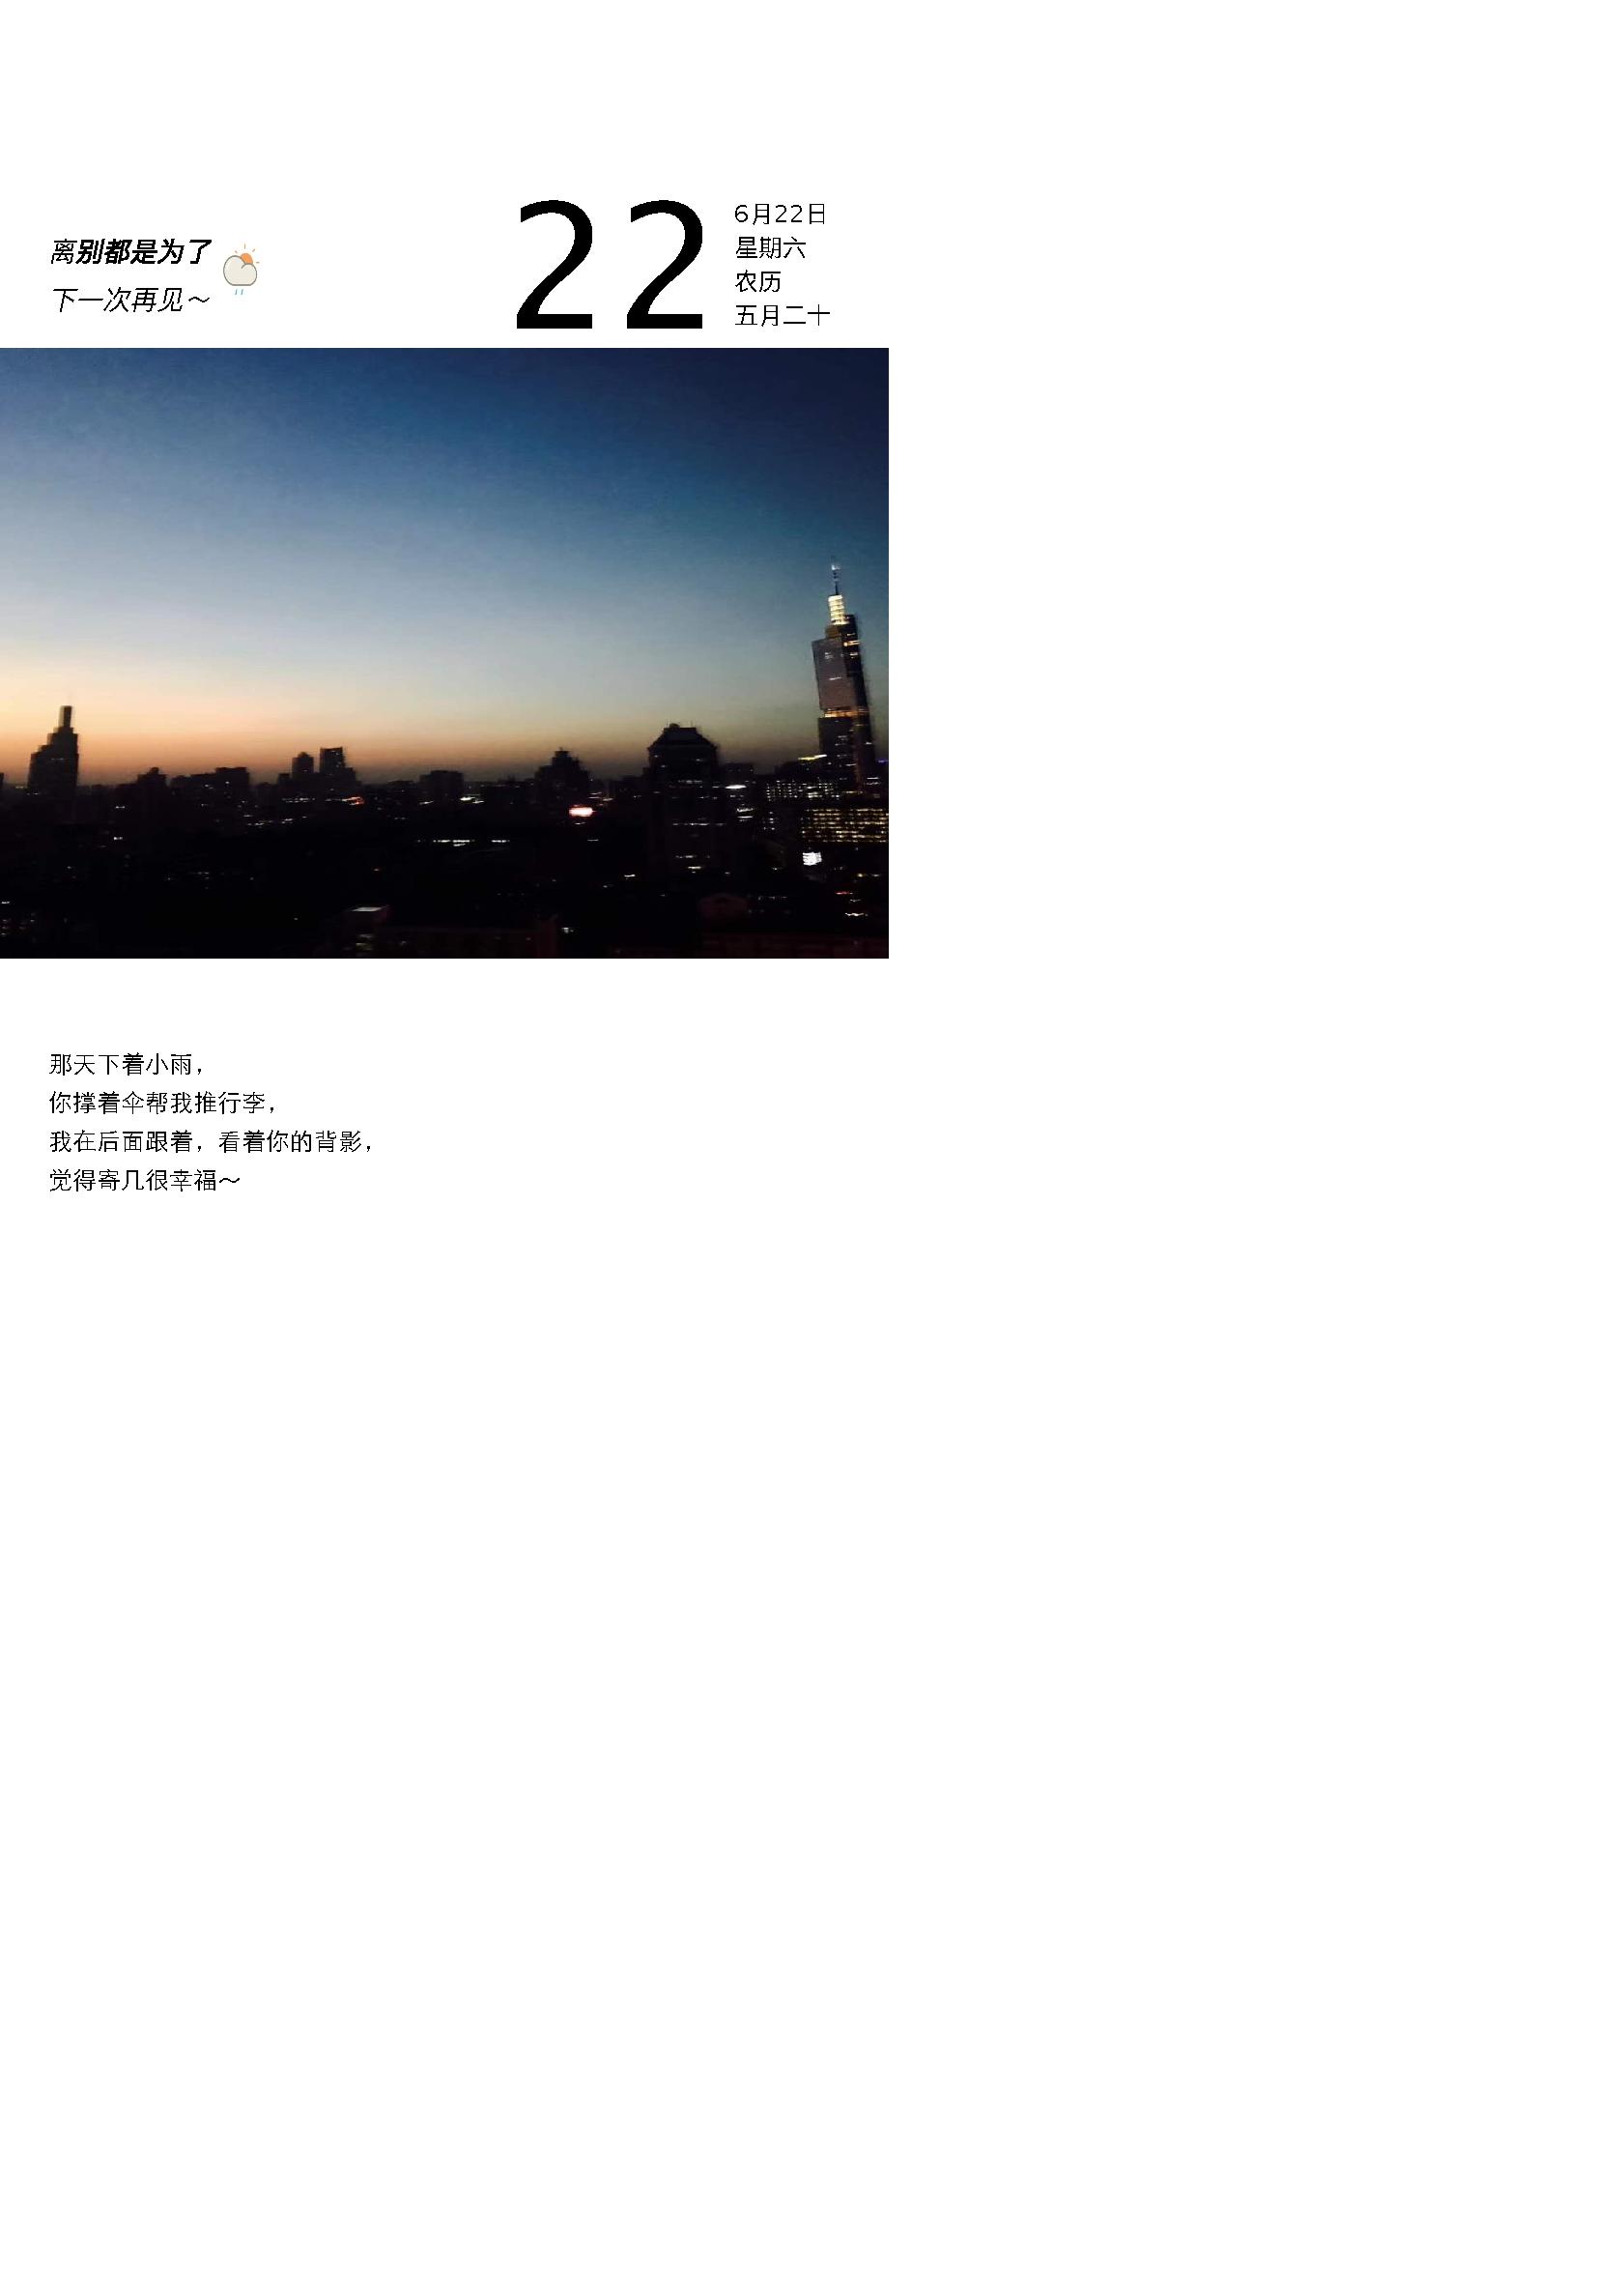 离别都是为了
下一次再见～
22
6月22日
星期六
农历
五月二十
那天下着小雨，
你撑着伞帮我推行李，
我在后面跟着，看着你的背影，
觉得寄几很幸福～